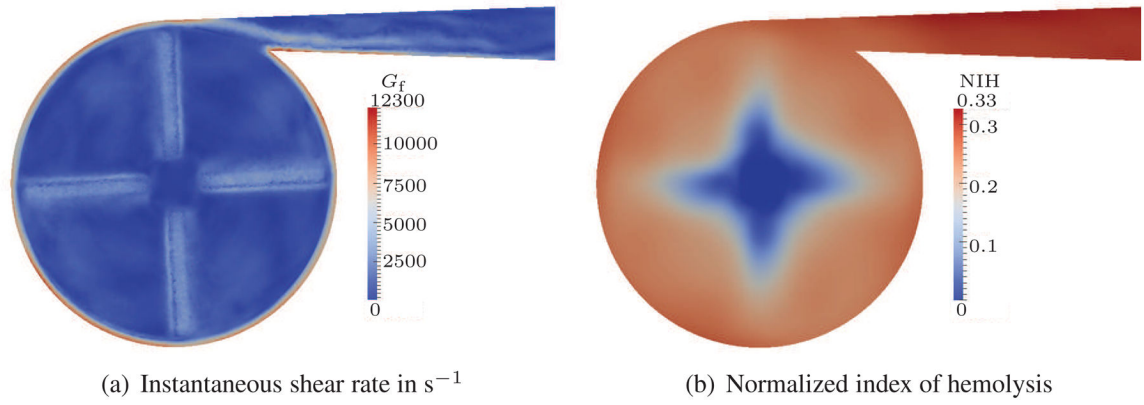 G_f
12300
10000
7500
5000
2500
0
NIH
0.33
0.3
0.2
0.1
0
(a) Instantaneous shear rate in s⁻¹
(b) Normalized index of hemolysis